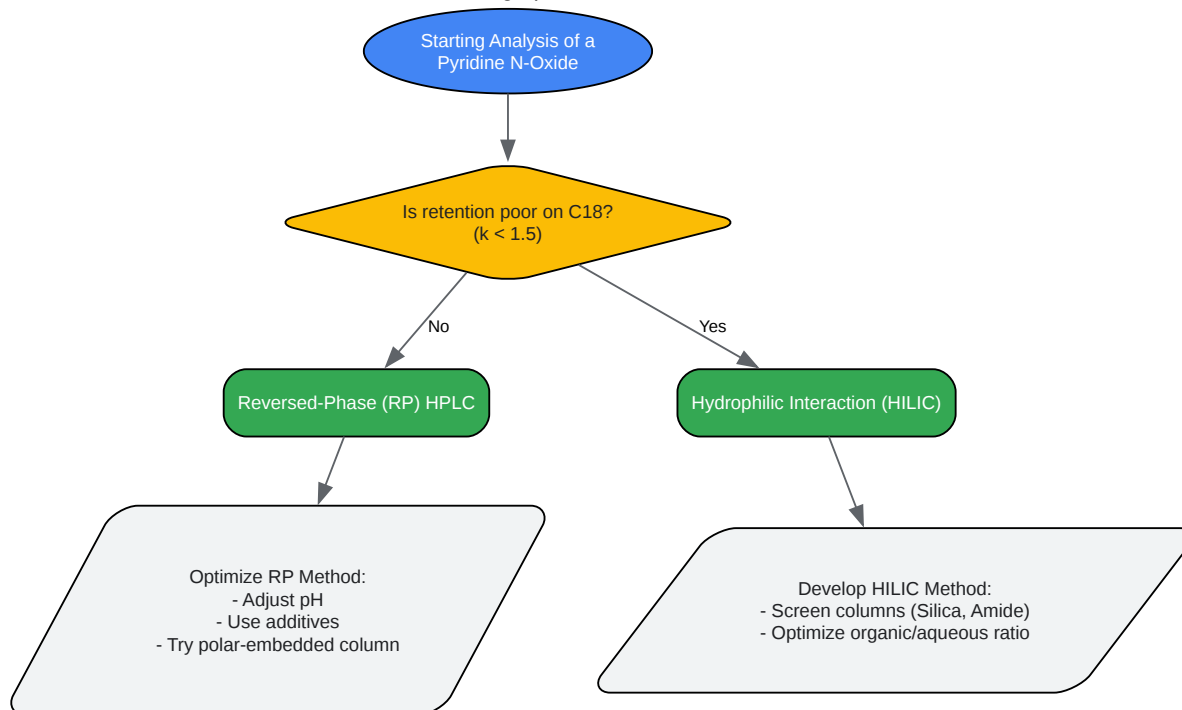 Starting Analysis of a
Pyridine N-Oxide
Is retention poor on C18?
(k < 1.5)
No
Yes
Reversed-Phase (RP) HPLC
Hydrophilic Interaction (HILIC)
Optimize RP Method:
- Adjust pH
- Use additives
- Try polar-embedded column
Develop HILIC Method:
- Screen columns (Silica, Amide)
- Optimize organic/aqueous ratio